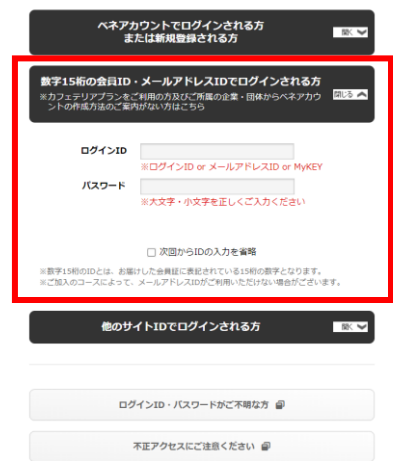 ベネアカウントでログインされる方
または新規登録される方
開く
数字15桁の会員ID・メールアドレスIDでログインされる方
※カフェテリアプランをご利用の方及びご所属の企業・団体からベネアカウ
ントの作成方法のご案内がない方はこちら
閉じる
ログインID
※ログインID or メールアドレスID or MyKEY
パスワード
※大文字・小文字を正しくご入力ください
次回からIDの入力を省略
※数字15桁のIDとは、お届けした会員証に表記されている15桁の数字となります。
※ご加入のコースによって、メールアドレスIDがご利用いただけない場合がございます。
他のサイトIDでログインされる方
開く
ログインID・パスワードがご不明な方
不正アクセスにご注意ください